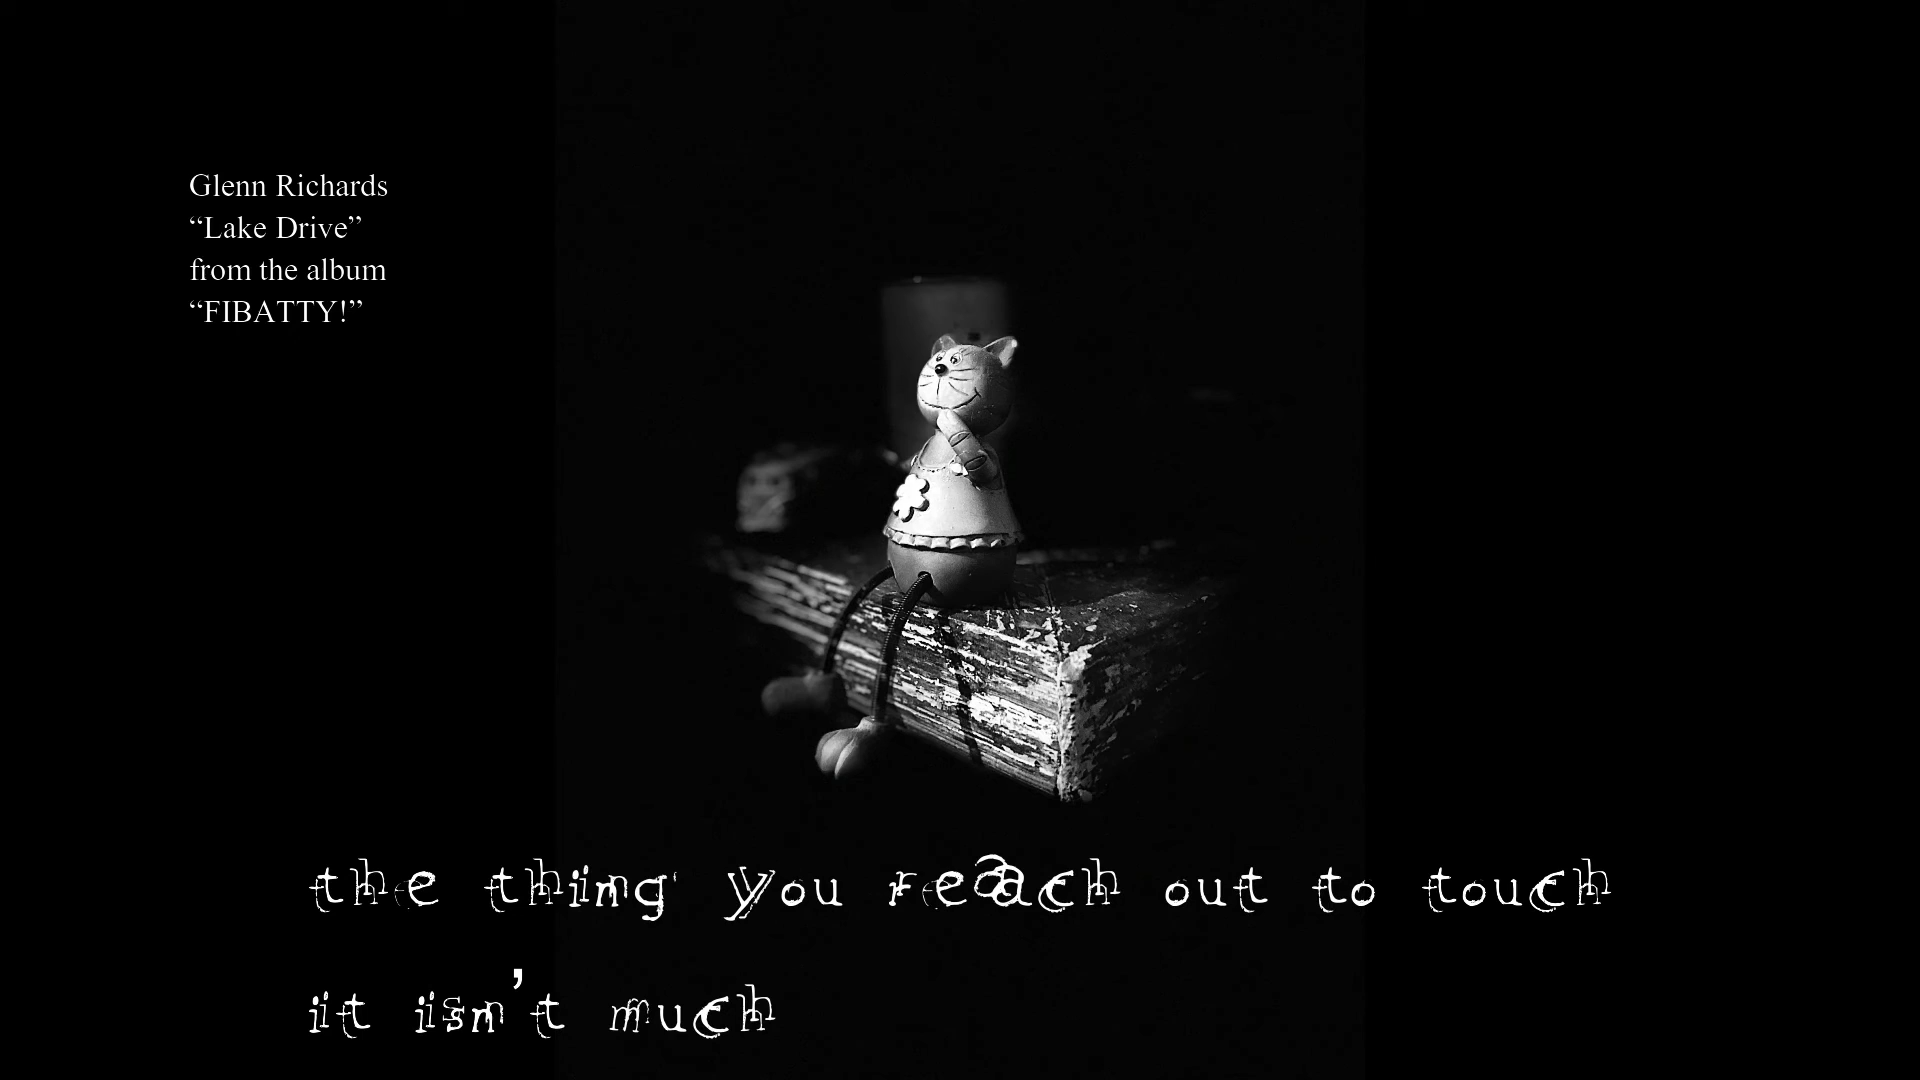 Glenn Richards
“Lake Drive”
from the album
“FIBATTY!”
the thing you reach out to touch
it isn’t much